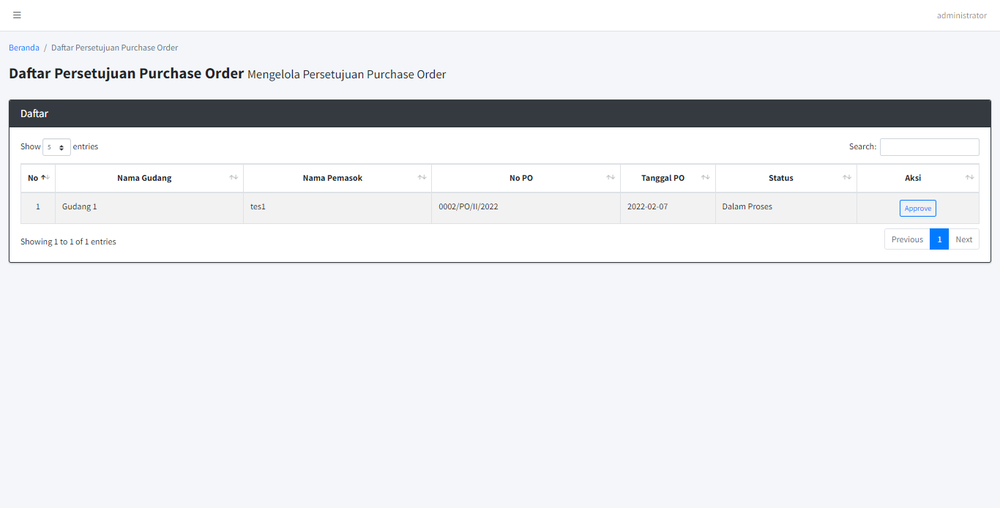 administrator
Beranda / Daftar Persetujuan Purchase Order
Daftar Persetujuan Purchase Order Mengelola Persetujuan Purchase Order
Daftar
Show 5 entries Search:
No Nama Gudang Nama Pemasok No PO Tanggal PO Status Aksi
1 Gudang 1 tes1 0002/PO/II/2022 2022-02-07 Dalam Proses Approve
Showing 1 to 1 of 1 entries Previous 1 Next